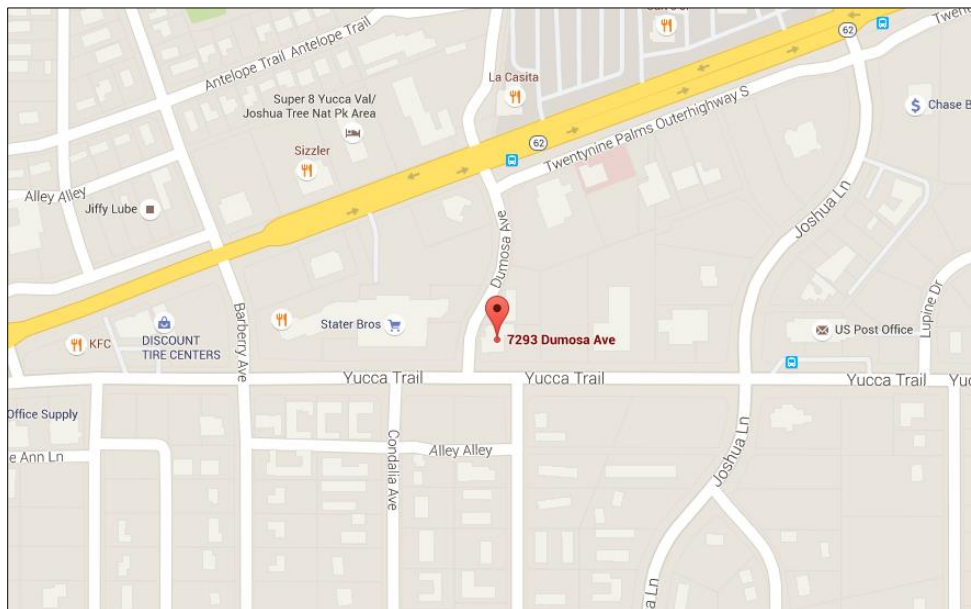 62
Antelope Trail Antelope Trail
La Casita
Twentynine Palms Outerhighway S
Chase B
Super 8 Yucca Val/
Joshua Tree Nat Pk Area
62
Sizzler
Alley Alley
Jiffy Lube
Joshua Ln
Dumosa Ave
Barberry Ave
Lupine Dr
Stater Bros
US Post Office
KFC
DISCOUNT
TIRE CENTERS
7293 Dumosa Ave
Yucca Trail
Yucca Trail
Yucca Trail
Yuc
Office Supply
Condalia Ave
Alley Alley
e Ann Ln
Joshua Ln
a Ln